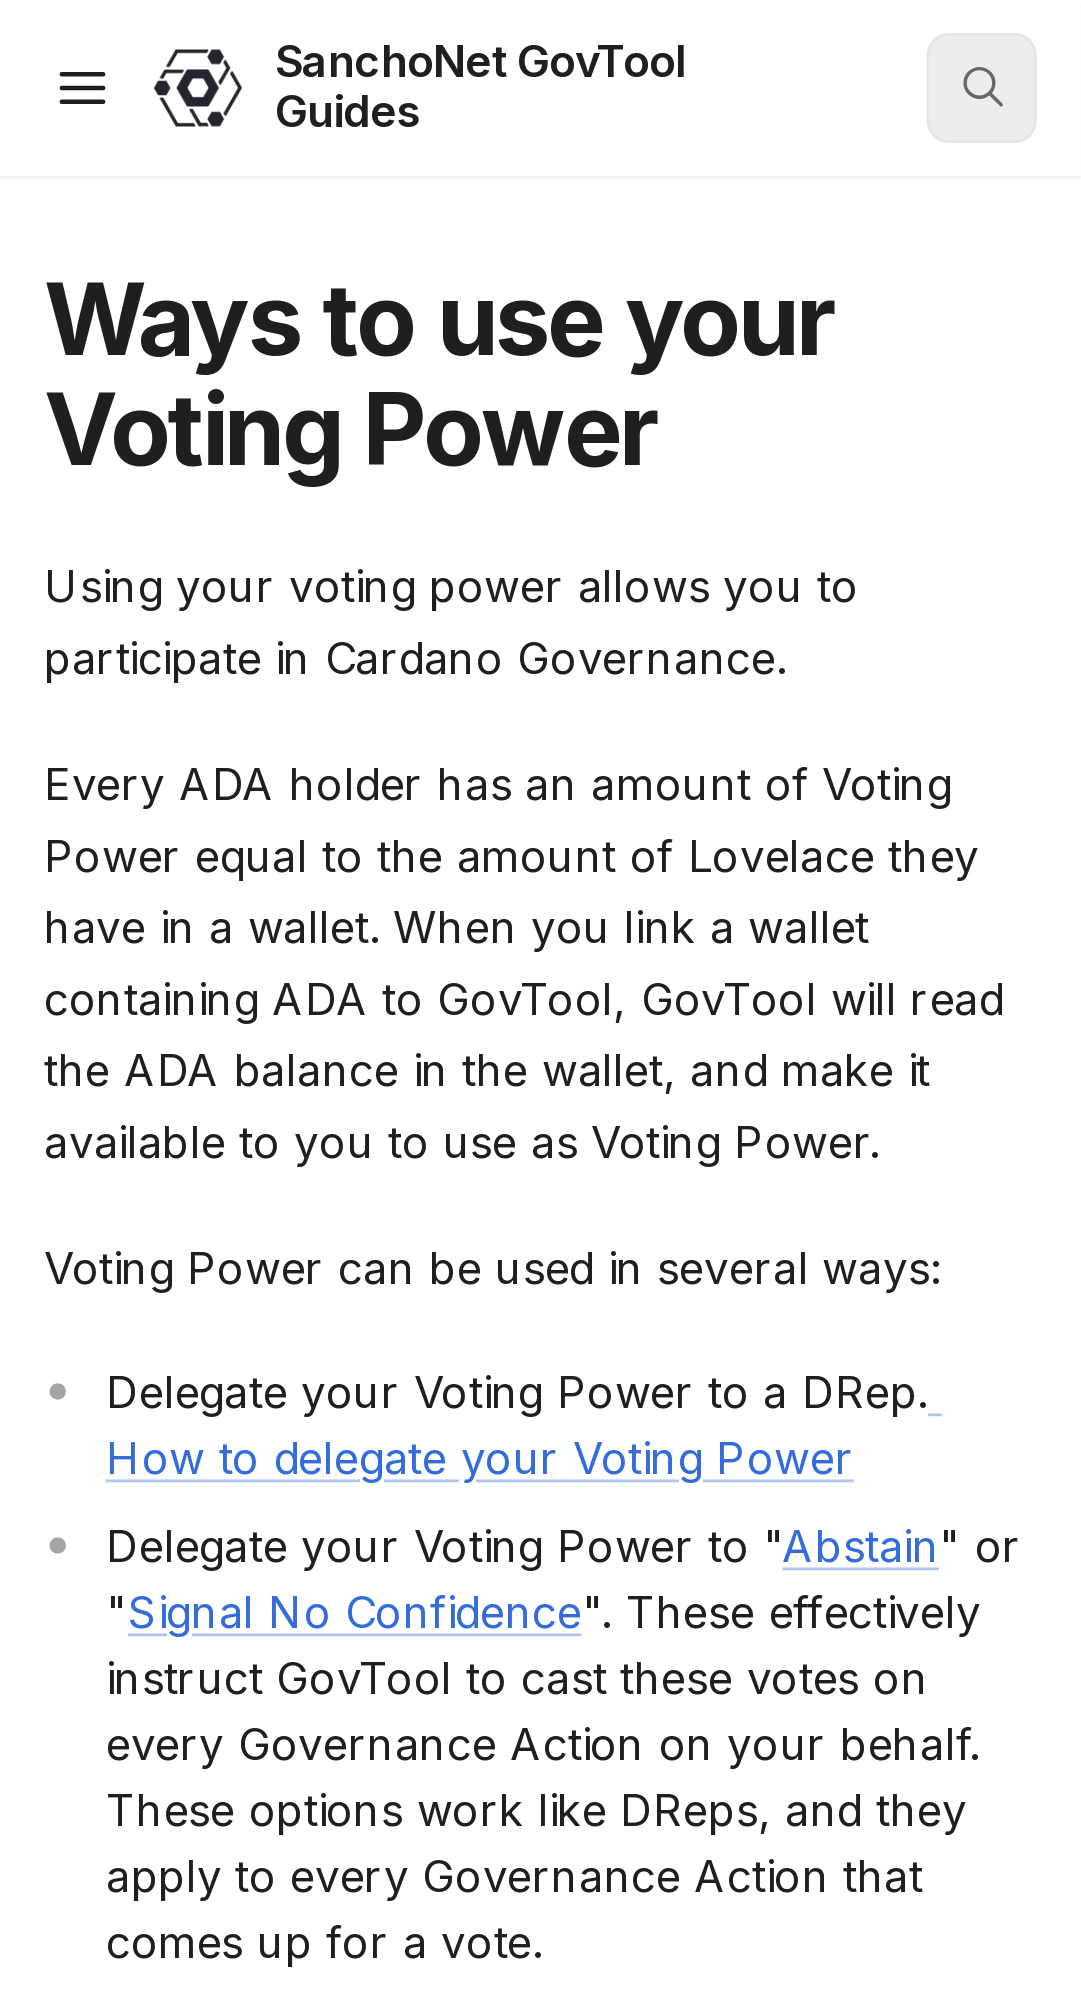 SanchoNet GovTool
Guides
Ways to use your
Voting Power
Using your voting power allows you to
participate in Cardano Governance.
Every ADA holder has an amount of Voting
Power equal to the amount of Lovelace they
have in a wallet. When you link a wallet
containing ADA to GovTool, GovTool will read
the ADA balance in the wallet, and make it
available to you to use as Voting Power.
Voting Power can be used in several ways:
• Delegate your Voting Power to a DRep.
How to delegate your Voting Power
• Delegate your Voting Power to "Abstain" or
"Signal No Confidence". These effectively
instruct GovTool to cast these votes on
every Governance Action on your behalf.
These options work like DReps, and they
apply to every Governance Action that
comes up for a vote.